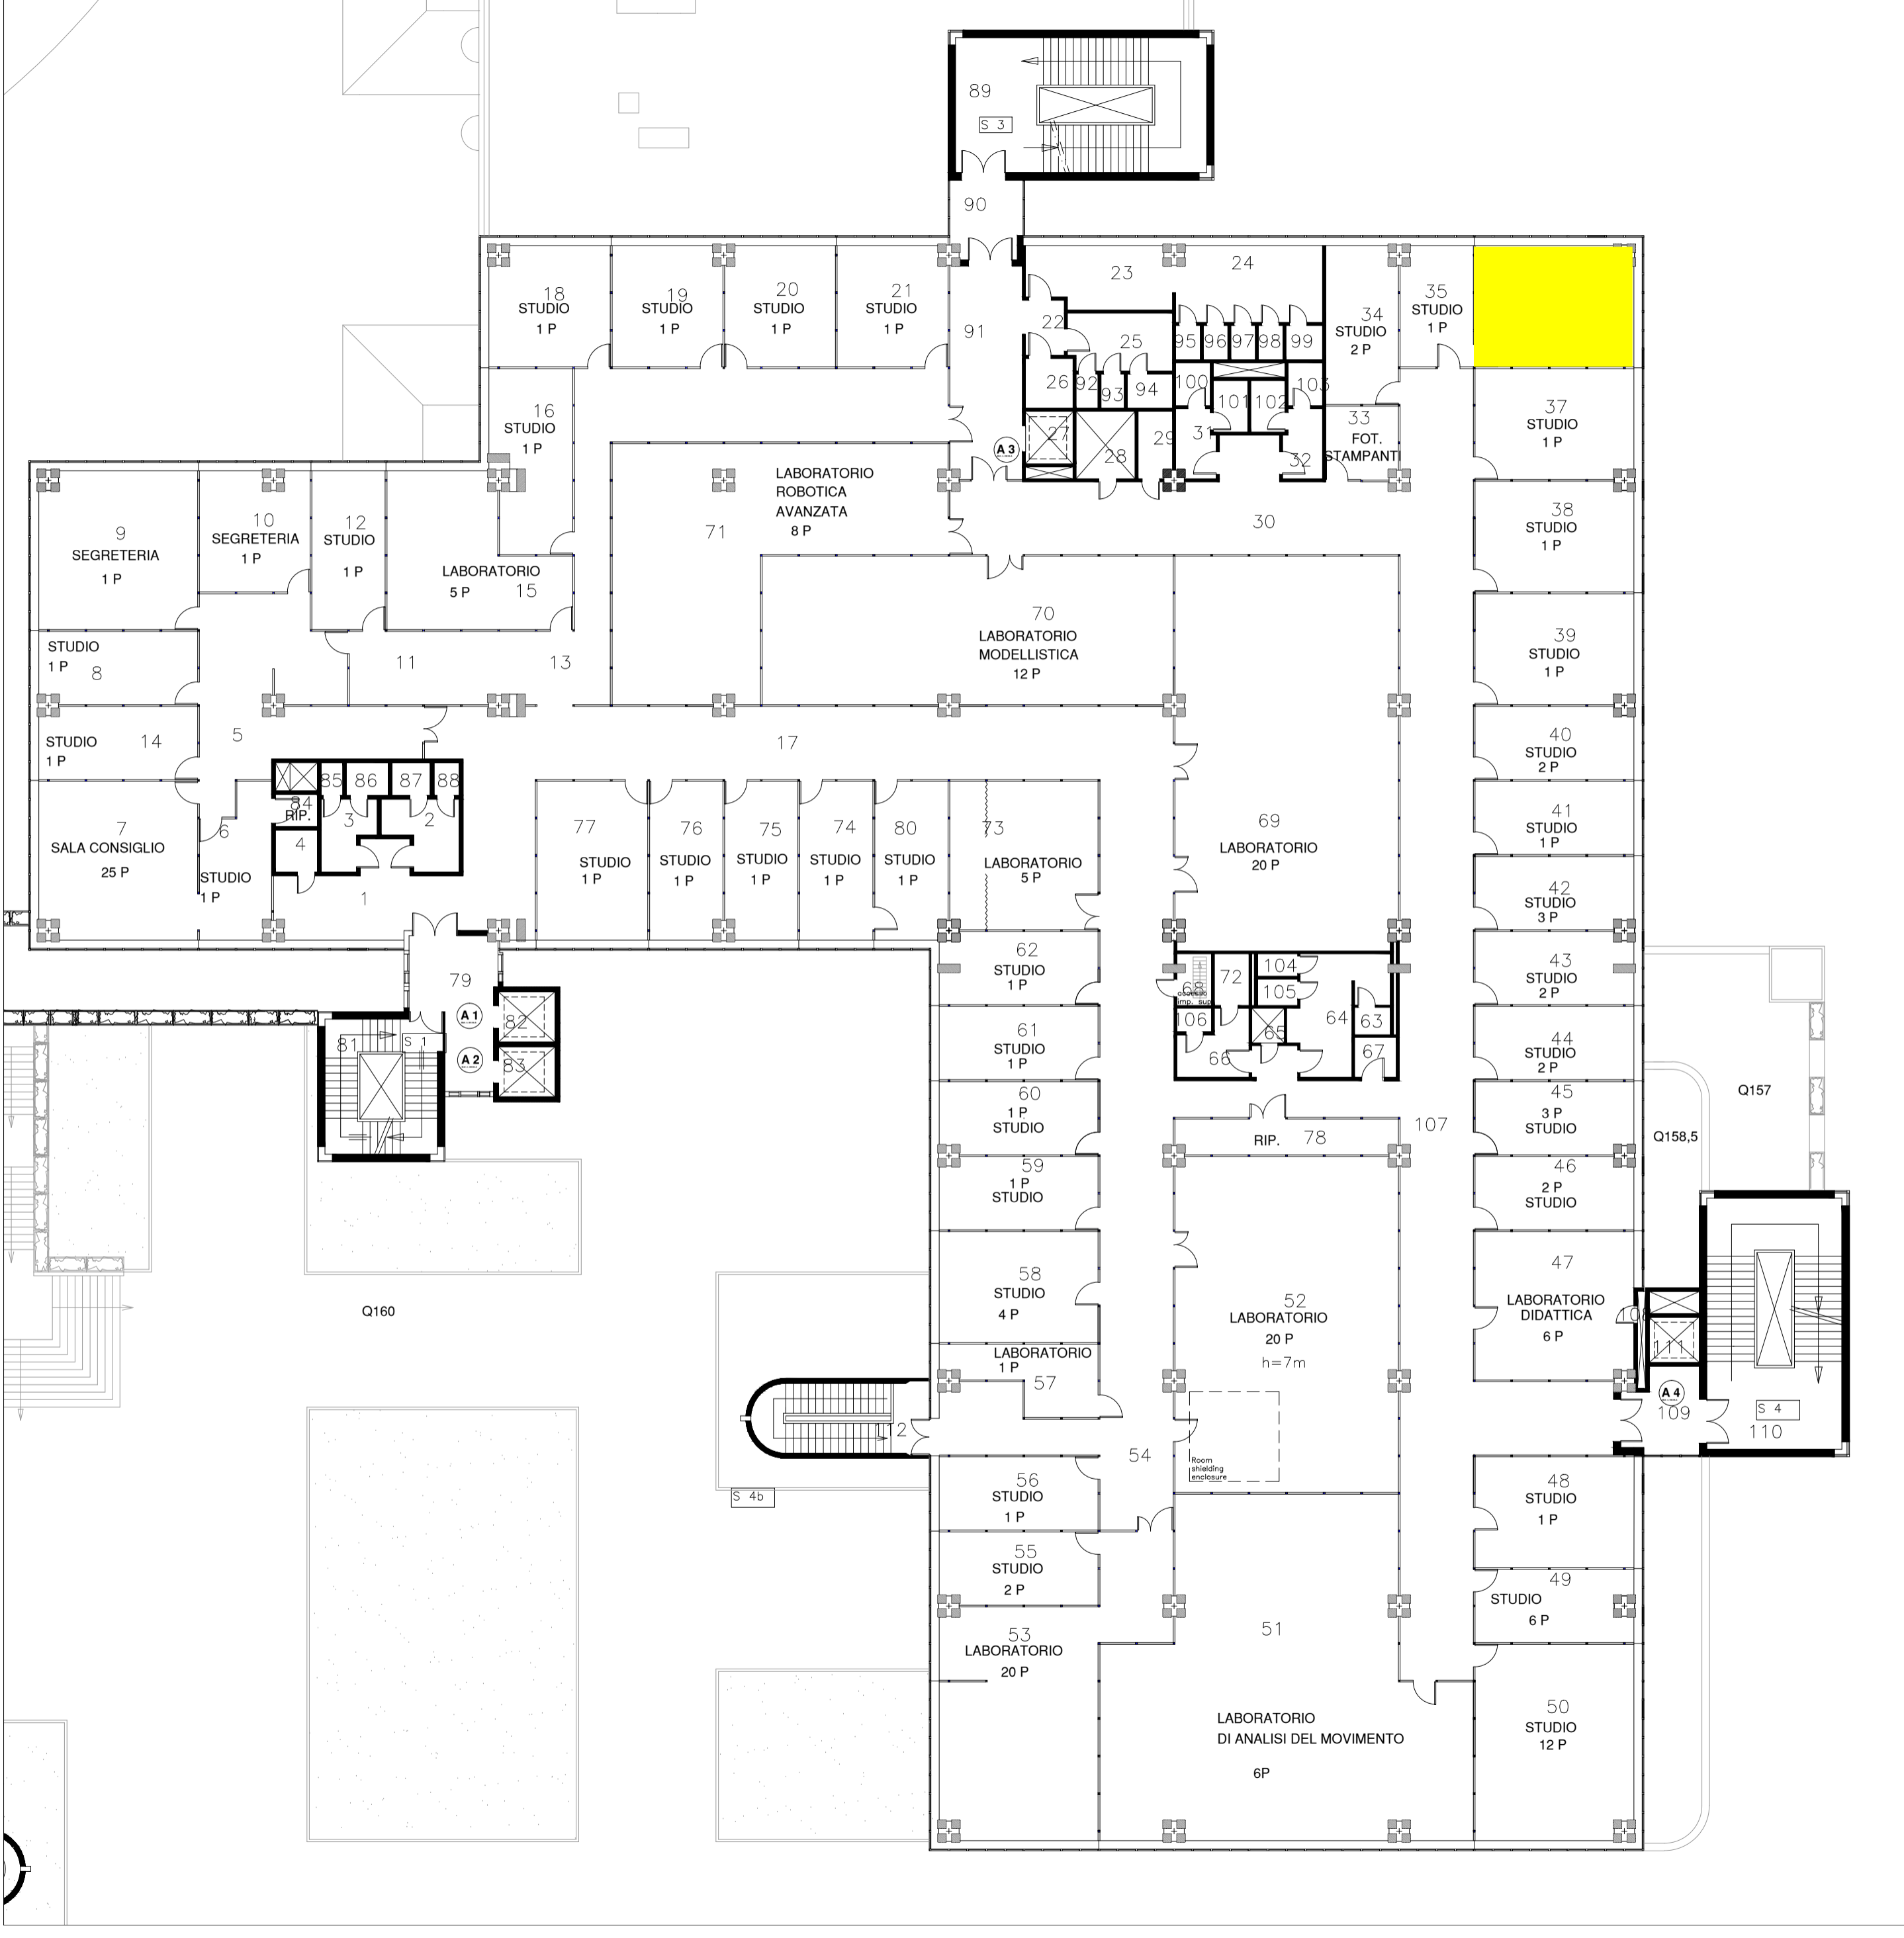 89
S 3
90
18
STUDIO
1 P
19
STUDIO
1 P
20
STUDIO
1 P
21
STUDIO
1 P
91
22
23
24
25
26
92
93
94
95
96
97
98
99
100
101
102
103
27
28
29
31
32
A 3
34
STUDIO
2 P
35
STUDIO
1 P
33
FOT.
STAMPANTI
30
16
STUDIO
1 P
37
STUDIO
1 P
38
STUDIO
1 P
39
STUDIO
1 P
9
SEGRETERIA
1 P
10
SEGRETERIA
1 P
12
STUDIO
1 P
LABORATORIO
5 P
15
LABORATORIO
ROBOTICA
AVANZATA
8 P
71
70
LABORATORIO
MODELLISTICA
12 P
STUDIO
1 P
8
11
13
STUDIO
1 P
14
5
17
40
STUDIO
2 P
41
STUDIO
1 P
42
STUDIO
3 P
43
STUDIO
2 P
44
STUDIO
2 P
45
3 P
STUDIO
46
2 P
STUDIO
85
86
87
88
84
RIP.
3
2
4
6
7
SALA CONSIGLIO
25 P
STUDIO
1 P
1
77
STUDIO
1 P
76
STUDIO
1 P
75
STUDIO
1 P
74
STUDIO
1 P
80
STUDIO
1 P
73
LABORATORIO
5 P
69
LABORATORIO
20 P
79
A 1
82
81
S 1
A 2
83
62
STUDIO
1 P
61
STUDIO
1 P
60
1 P
STUDIO
59
1 P
STUDIO
68
imp. sup.
72
104
105
106
65
64
63
66
67
RIP.
78
107
Q157
Q158,5
Q160
58
STUDIO
4 P
LABORATORIO
1 P
57
52
LABORATORIO
20 P
h=7m
Room
shielding
enclosure
47
LABORATORIO
DIDATTICA
6 P
111
A 4
109
S 4
110
54
S 4b
56
STUDIO
1 P
55
STUDIO
2 P
53
LABORATORIO
20 P
51
LABORATORIO
DI ANALISI DEL MOVIMENTO
6P
48
STUDIO
1 P
49
STUDIO
6 P
50
STUDIO
12 P